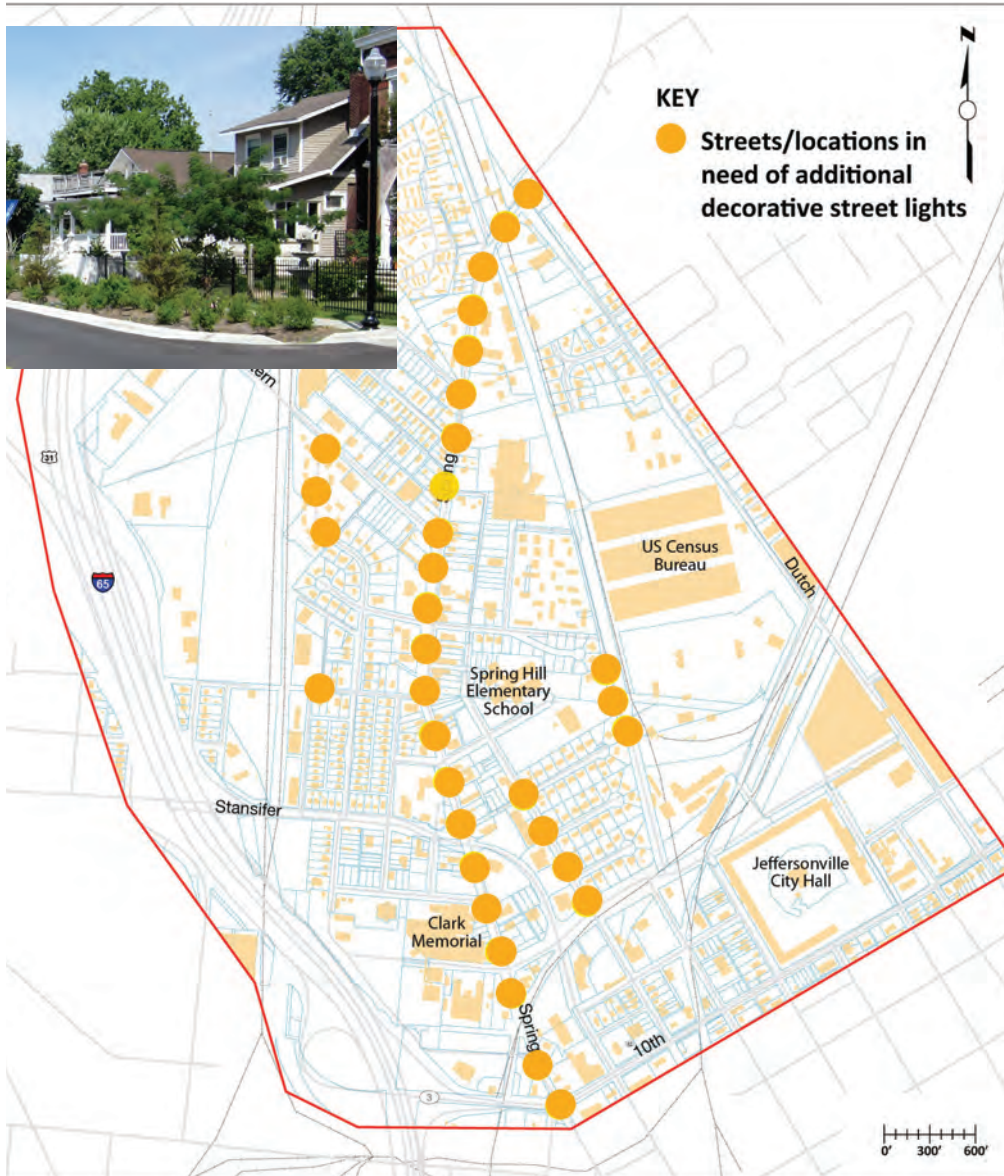 KEY
Streets/locations in
need of additional
decorative street lights
N
31
65
US Census
Bureau
Dutch
Spring Hill
Elementary
School
Stansifer
Jeffersonville
City Hall
Clark
Memorial
Spring
10th
3
0' 300' 600'